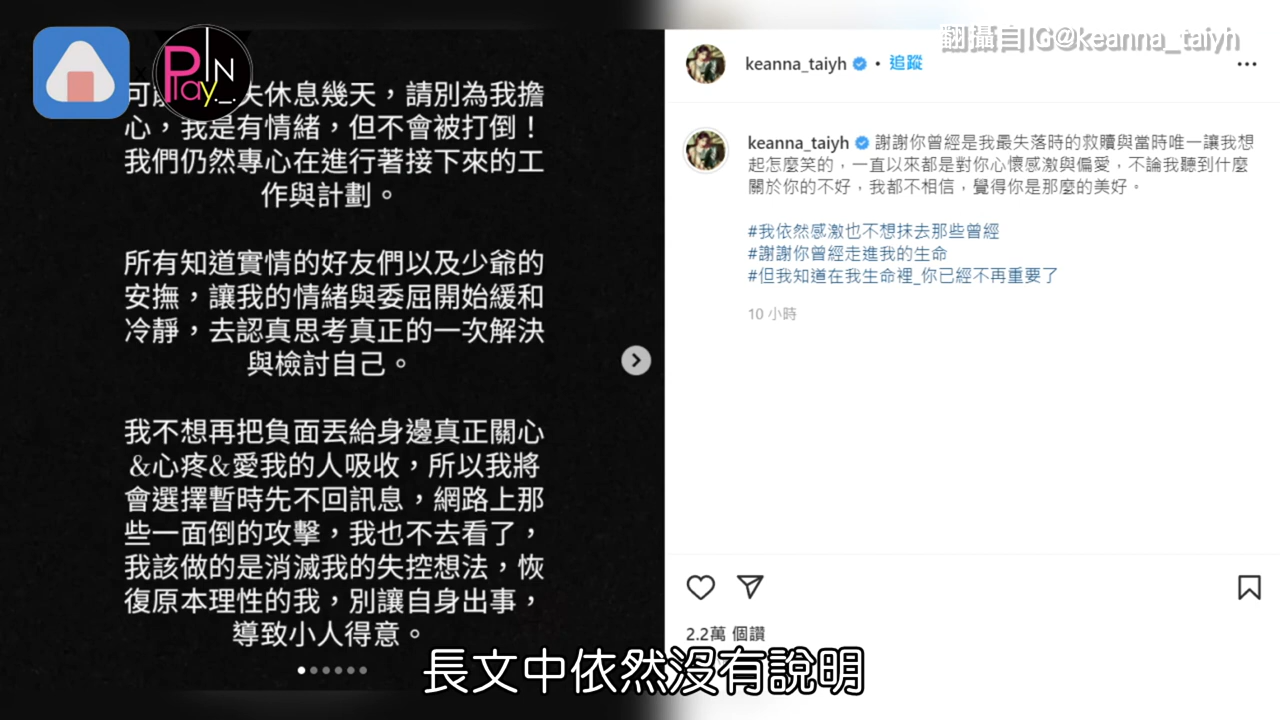 翻攝自IG@keanna_taiyh
Play IN
失休息幾天，請別為我擔
心，我是有情緒，但不會被打倒！
我們仍然專心在進行著接下來的工
作與計劃。
所有知道實情的好友們以及少爺的
安撫，讓我的情緒與委屈開始緩和
冷靜，去認真思考真正的一次解決
與檢討自己。
我不想再把負面丟給身邊真正關心
&心疼&愛我的人吸收，所以我將
會選擇暫時先不回訊息，網路上那
些一面倒的攻擊，我也不去看了，
我該做的是消滅我的失控想法，恢
復原本理性的我，別讓自身出事，
導致小人得意。
keanna_taiyh • 追蹤
keanna_taiyh 謝謝你曾經是我最失落時的救贖與當時唯一讓我想
起怎麼笑的，一直以來都是對你心懷感激與偏愛，不論我聽到什麼
關於你的不好，我都不相信，覺得你是那麼的美好。
#我依然感激也不想抹去那些曾經
#謝謝你曾經走進我的生命
#但我知道在我生命裡_你已經不再重要了
10 小時
2.2萬 個讚
長文中依然沒有說明